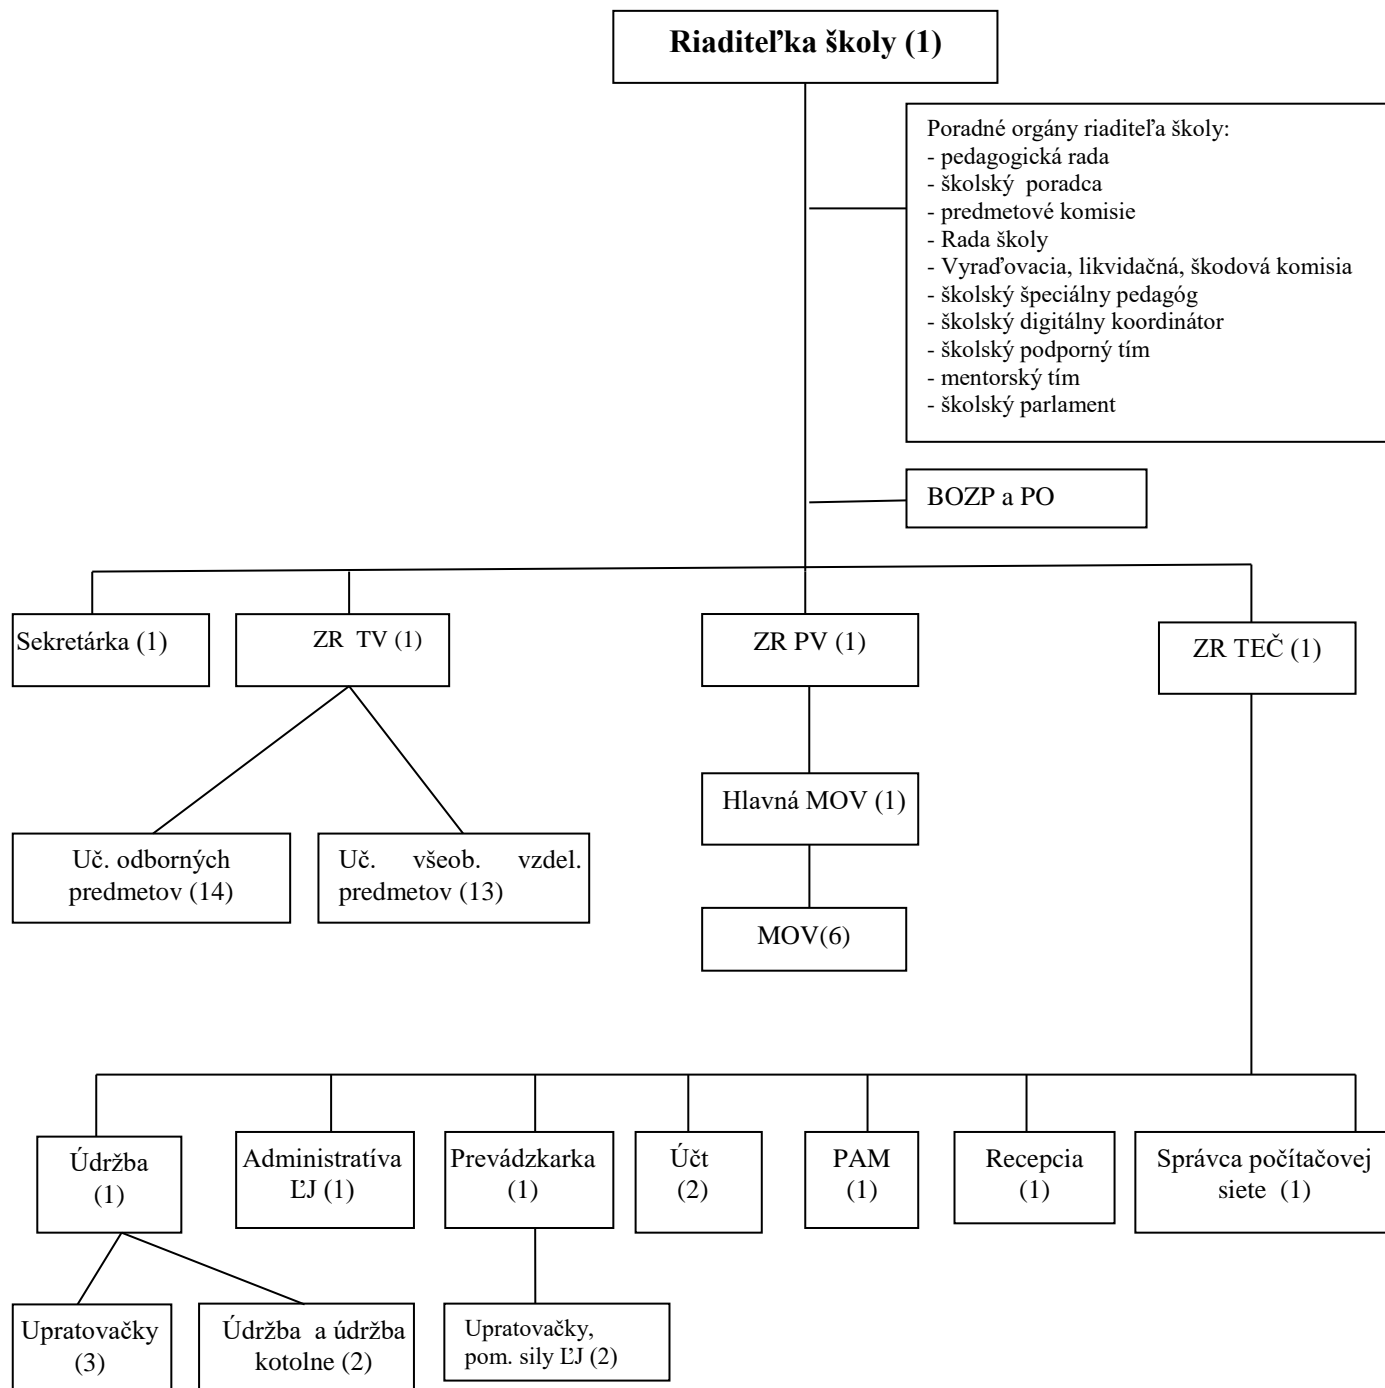 Riaditeľka školy (1)
Poradné orgány riaditeľa školy:
- pedagogická rada
- školský  poradca
- predmetové komisie
- Rada školy
- Vyraďovacia, likvidačná, škodová komisia
- školský špeciálny pedagóg
- školský digitálny koordinátor
- školský podporný tím
- mentorský tím
- školský parlament
BOZP a PO
Sekretárka (1)
ZR  TV (1)
ZR PV (1)
ZR TEČ (1)
Hlavná MOV (1)
Uč. odborných
predmetov (14)
Uč. všeob. vzdel.
predmetov (13)
MOV(6)
Údržba
(1)
Administratíva
ĽJ (1)
Prevádzkarka
(1)
Účt
(2)
PAM
(1)
Recepcia
(1)
Správca počítačovej
siete  (1)
Upratovačky
(3)
Údržba  a údržba
kotolne (2)
Upratovačky,
pom. sily ĽJ (2)